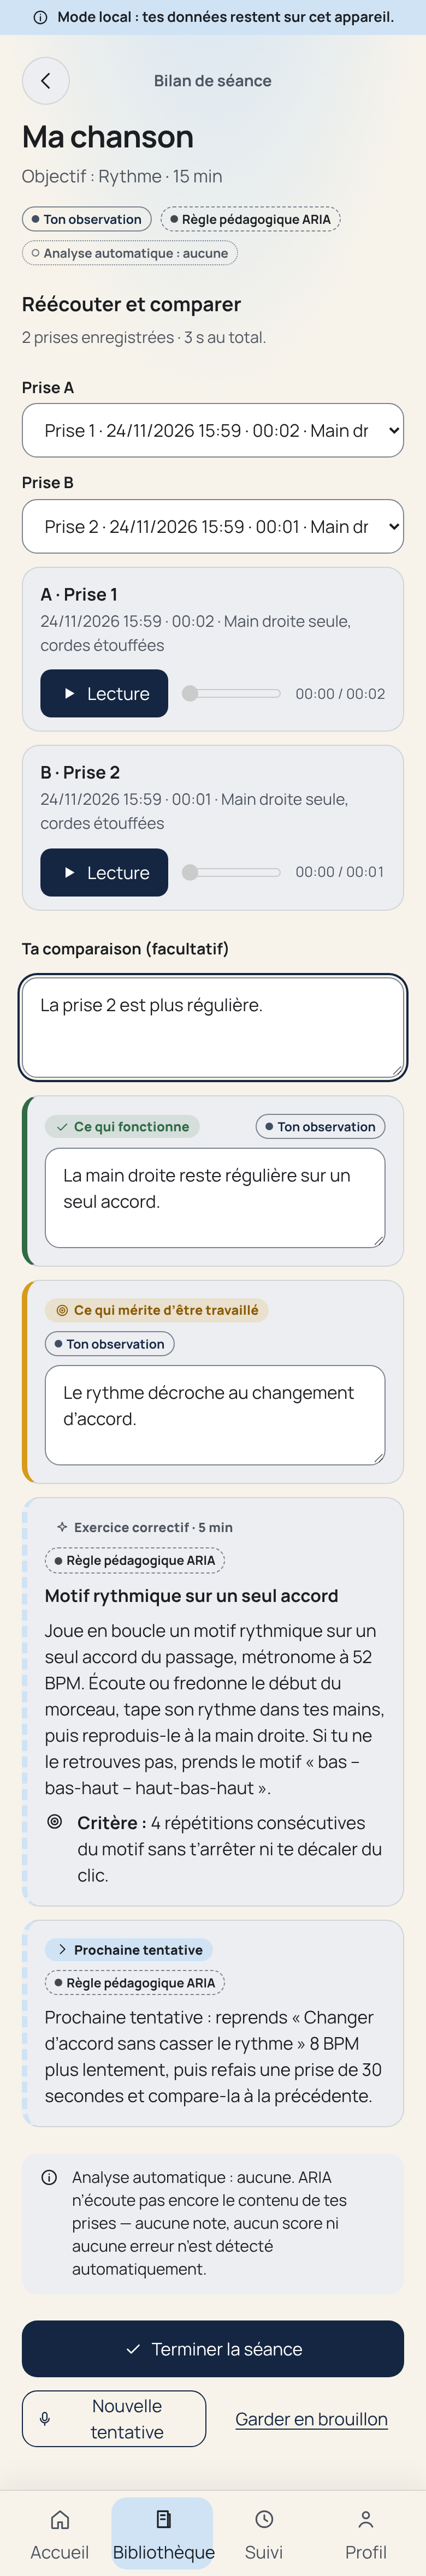 Mode local : tes données restent sur cet appareil.
Bilan de séance
Ma chanson
Objectif : Rythme · 15 min
Ton observation
Règle pédagogique ARIA
Analyse automatique : aucune
Réécouter et comparer
2 prises enregistrées · 3 s au total.
Prise A
Prise 1 · 24/11/2026 15:59 · 00:02 · Main dr
Prise B
Prise 2 · 24/11/2026 15:59 · 00:01 · Main dr
A · Prise 1
24/11/2026 15:59 · 00:02 · Main droite seule,
cordes étouffées
Lecture
00:00 / 00:02
B · Prise 2
24/11/2026 15:59 · 00:01 · Main droite seule,
cordes étouffées
Lecture
00:00 / 00:01
Ta comparaison (facultatif)
La prise 2 est plus régulière.
Ce qui fonctionne
Ton observation
La main droite reste régulière sur un
seul accord.
Ce qui mérite d’être travaillé
Ton observation
Le rythme décroche au changement
d’accord.
Exercice correctif · 5 min
Règle pédagogique ARIA
Motif rythmique sur un seul accord
Joue en boucle un motif rythmique sur un
seul accord du passage, métronome à 52
BPM. Écoute ou fredonne le début du
morceau, tape son rythme dans tes mains,
puis reproduis-le à la main droite. Si tu ne
le retrouves pas, prends le motif « bas –
bas-haut – haut-bas-haut ».
Critère : 4 répétitions consécutives
du motif sans t’arrêter ni te décaler du
clic.
Prochaine tentative
Règle pédagogique ARIA
Prochaine tentative : reprends « Changer
d’accord sans casser le rythme » 8 BPM
plus lentement, puis refais une prise de 30
secondes et compare-la à la précédente.
Analyse automatique : aucune. ARIA
n’écoute pas encore le contenu de tes
prises — aucune note, aucun score ni
aucune erreur n’est détecté
automatiquement.
Terminer la séance
Nouvelle
tentative
Garden en brouillon
Accueil
Bibliothèque
Suivi
Profil